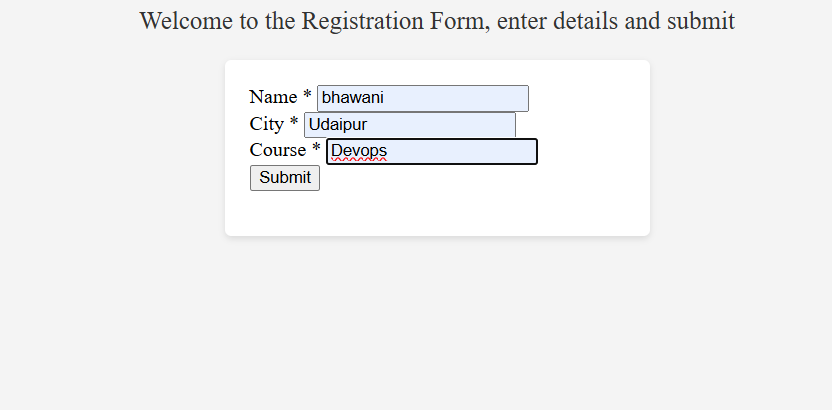 Welcome to the Registration Form, enter details and submit
Name * bhawani
City * Udaipur
Course * Devops
Submit